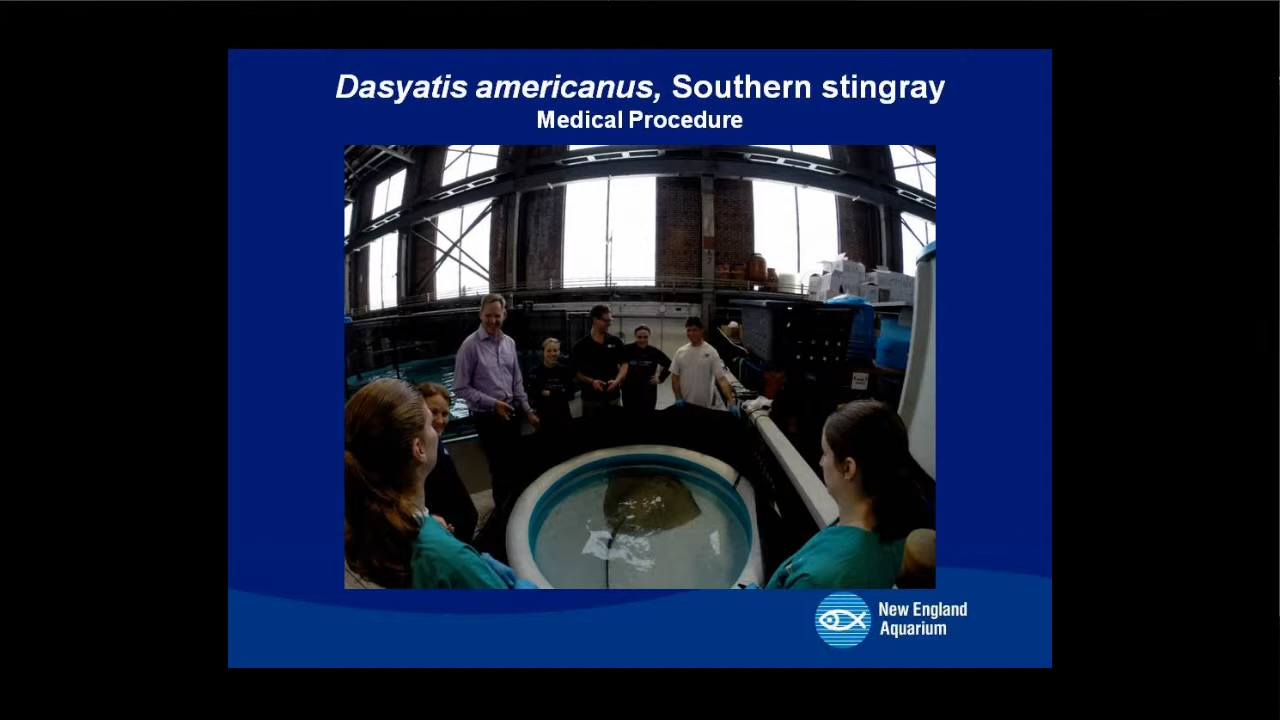 Dasyatis americanus, Southern stingray
Medical Procedure
New England
Aquarium